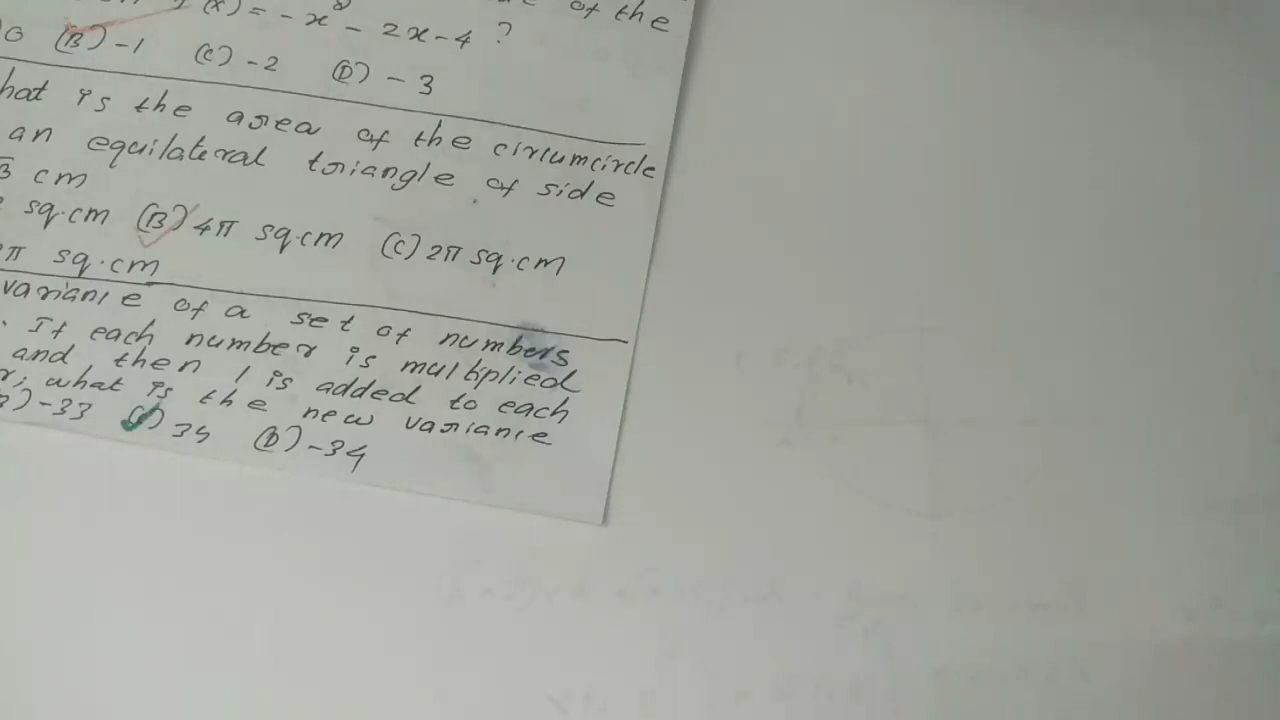 (x) = -x² - 2x-4 ? of the
(B) -1 (C) -2 (D) - 3
hat is the area of the circumcircle
an equilateral triangle of side
3 cm
sq.cm (B) 4π sq.cm (C) 2π sq.cm
π sq.cm
variance of a set of numbers
. If each number is multiplied
and then 1 is added to each
r, what is the new variance
) -33 (C) 34 (D) -34